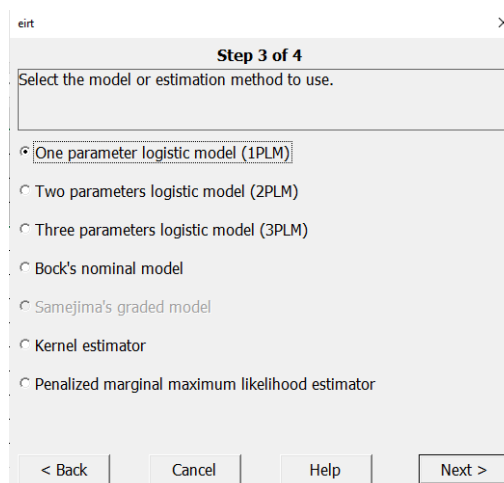 eirt
Step 3 of 4
Select the model or estimation method to use.
One parameter logistic model (1PLM)
Two parameters logistic model (2PLM)
Three parameters logistic model (3PLM)
Bock's nominal model
Samejima's graded model
Kernel estimator
Penalized marginal maximum likelihood estimator
< Back Cancel Help Next >